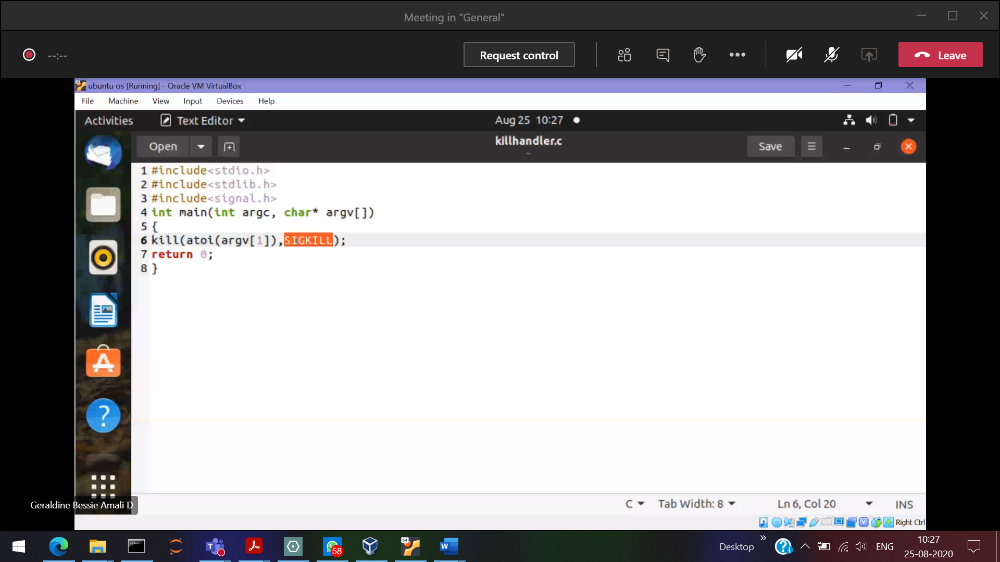 Meeting in "General"
--:--
Request control
Leave
ubuntu os [Running] - Oracle VM VirtualBox
File Machine View Input Devices Help
Activities Text Editor Aug 25 10:27
Open killhandler.c Save
~
1 #include<stdio.h>
2 #include<stdlib.h>
3 #include<signal.h>
4 int main(int argc, char* argv[])
5 {
6 kill(atoi(argv[1]),SIGKILL);
7 return 0;
8 }
Geraldine Bessie Amali D
C Tab Width: 8 Ln 6, Col 20 INS
Right Ctrl
58
64
Desktop
ENG
10:27
25-08-2020